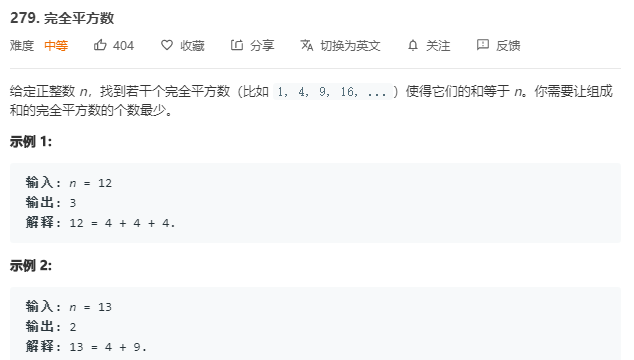 279. 完全平方数
难度 中等 404 收藏 分享 切换为英文 关注 反馈
给定正整数 n，找到若干个完全平方数（比如 1, 4, 9, 16, ...）使得它们的和等于 n。你需要让组成
和的完全平方数的个数最少。
示例 1:
输入: n = 12
输出: 3
解释: 12 = 4 + 4 + 4.
示例 2:
输入: n = 13
输出: 2
解释: 13 = 4 + 9.